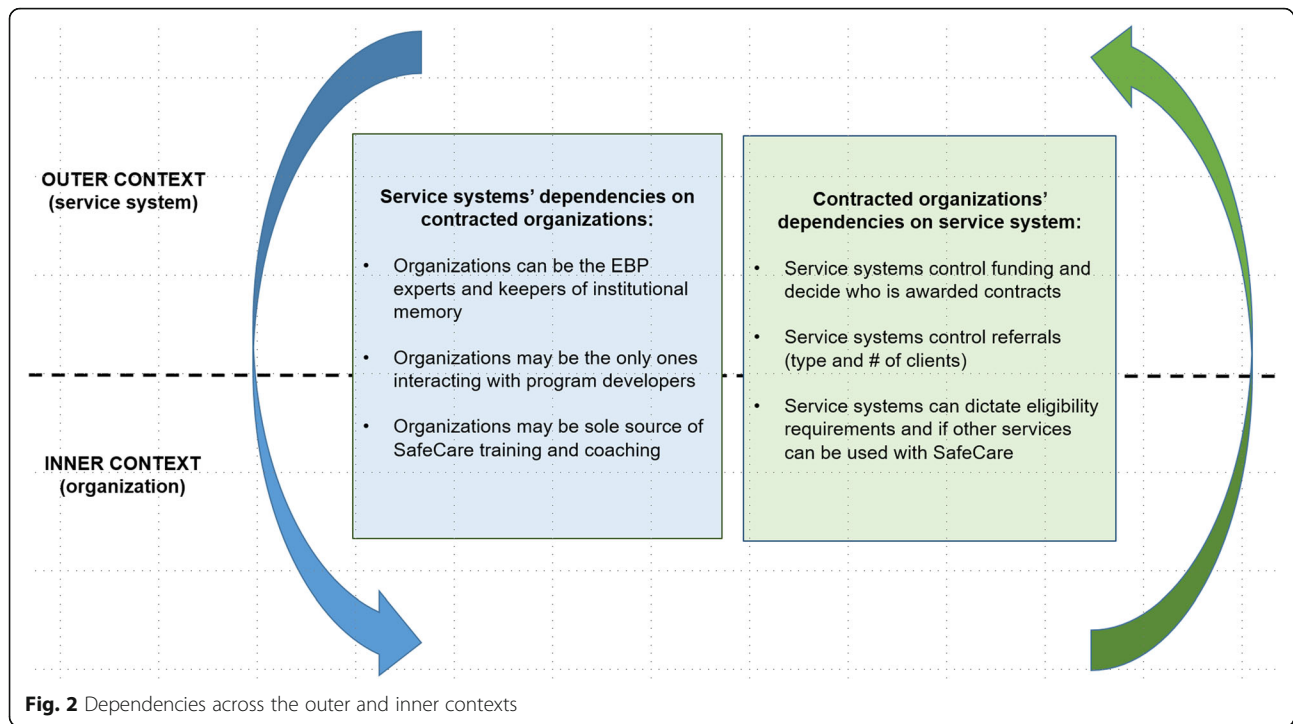 OUTER CONTEXT
(service system)
INNER CONTEXT
(organization)
Service systems' dependencies on
contracted organizations:
• Organizations can be the EBP
experts and keepers of institutional
memory
• Organizations may be the only ones
interacting with program developers
• Organizations may be sole source of
SafeCare training and coaching
Contracted organizations'
dependencies on service system:
• Service systems control funding and
decide who is awarded contracts
• Service systems control referrals
(type and # of clients)
• Service systems can dictate eligibility
requirements and if other services
can be used with SafeCare
Fig. 2 Dependencies across the outer and inner contexts